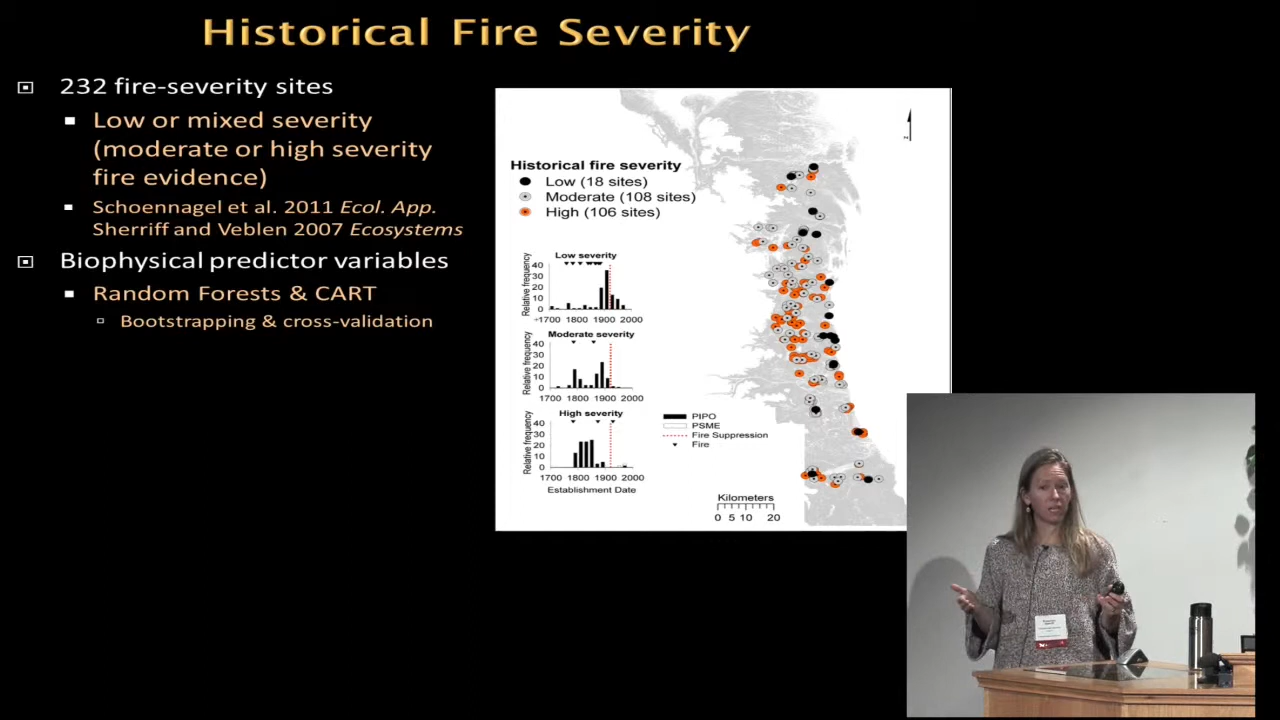 Historical Fire Severity
232 fire-severity sites
Low or mixed severity
(moderate or high severity
fire evidence)
Schoennagel et al. 2011 Ecol. App.
Sherriff and Veblen 2007 Ecosystems
Biophysical predictor variables
Random Forests & CART
Bootstrapping & cross-validation
N
Historical fire severity
Low (18 sites)
Moderate (108 sites)
High (106 sites)
Low severity
Relative frequency
40
30
20
10
0
<1700 1800 1900 2000
Moderate severity
Relative frequency
40
30
20
10
0
1700 1800 1900 2000
High severity
Relative frequency
40
30
20
10
0
1700 1800 1900 2000
Establishment Date
PIPO
PSME
Fire Suppression
Fire
Kilometers
0 5 10 20